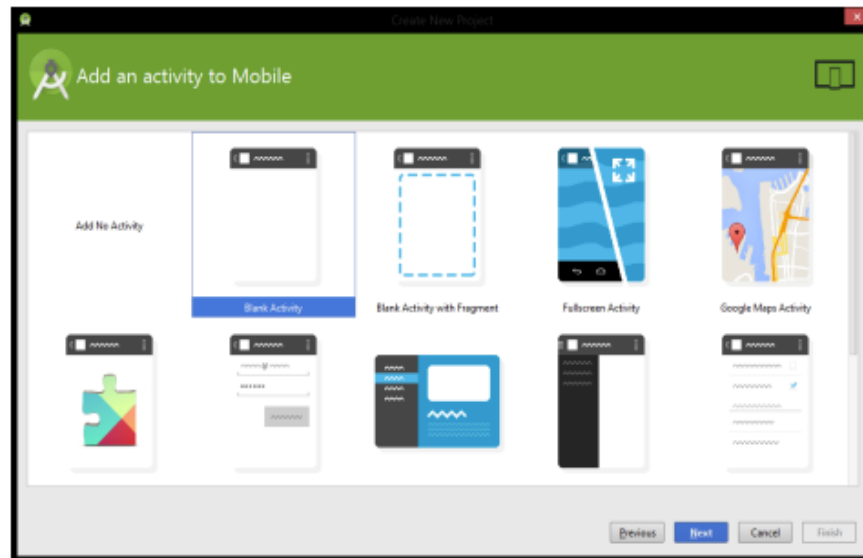 Create New Project
Add an activity to Mobile
Add No Activity
Blank Activity
Blank Activity with Fragment
Fullscreen Activity
Google Maps Activity
Previous
Next
Cancel
Finish